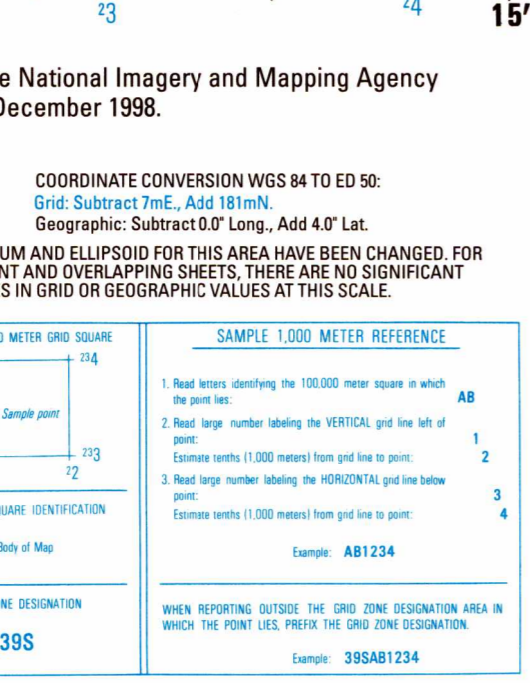 23
24
15'
e National Imagery and Mapping Agency
December 1998.
COORDINATE CONVERSION WGS 84 TO ED 50:
Grid: Subtract 7mE., Add 181mN.
Geographic: Subtract 0.0" Long., Add 4.0" Lat.
UM AND ELLIPSOID FOR THIS AREA HAVE BEEN CHANGED. FOR
NT AND OVERLAPPING SHEETS, THERE ARE NO SIGNIFICANT
S IN GRID OR GEOGRAPHIC VALUES AT THIS SCALE.
0 METER GRID SQUARE
234
Sample point
233
22
UARE IDENTIFICATION
Body of Map
NE DESIGNATION
39S
SAMPLE 1,000 METER REFERENCE
1. Read letters identifying the 100,000 meter square in which
the point lies: AB
2. Read large number labeling the VERTICAL grid line left of
point: 1
Estimate tenths (1,000 meters) from grid line to point: 2
3. Read large number labeling the HORIZONTAL grid line below
point: 3
Estimate tenths (1,000 meters) from grid line to point: 4
Example: AB1234
WHEN REPORTING OUTSIDE THE GRID ZONE DESIGNATION AREA IN
WHICH THE POINT LIES, PREFIX THE GRID ZONE DESIGNATION.
Example: 39SAB1234